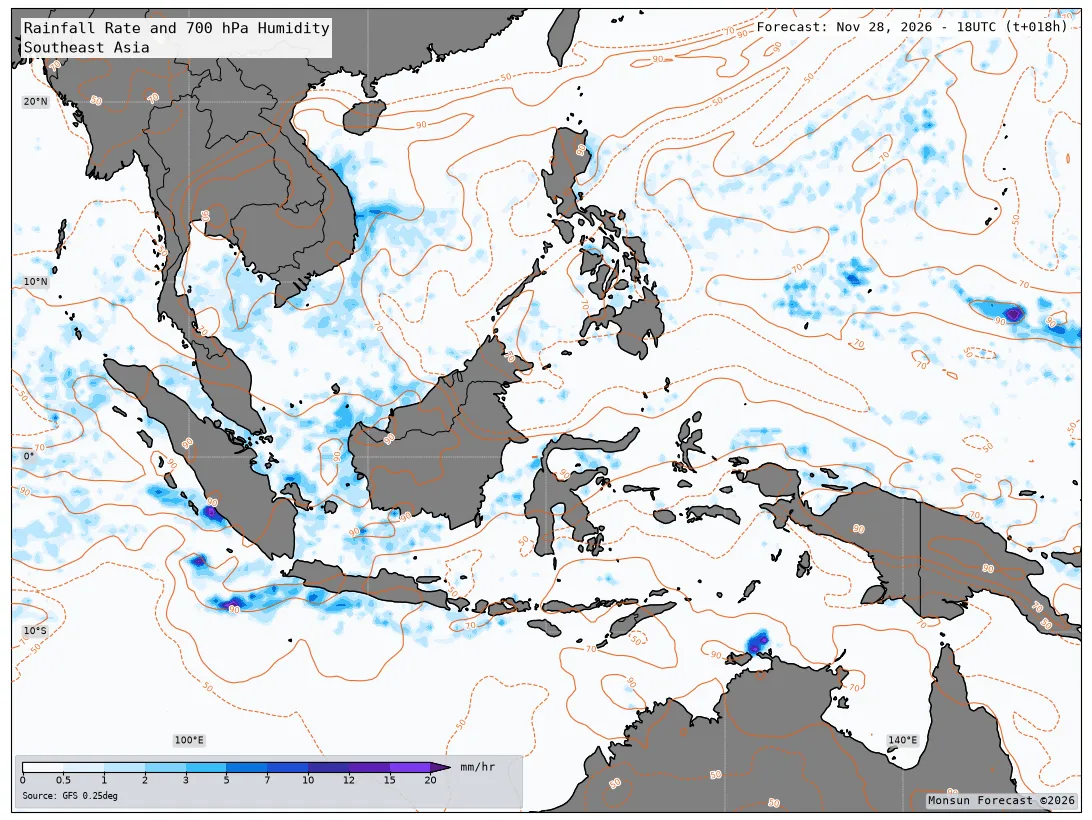 Rainfall Rate and 700 hPa Humidity
Southeast Asia
Forecast: Nov 28, 2026 - 18UTC (t+018h)
20°N
10°N
0°
10°S
100°E
140°E
0 0.5 1 2 3 5 7 10 12 15 20 mm/hr
Source: GFS 0.25deg
Monsun Forecast ©2026